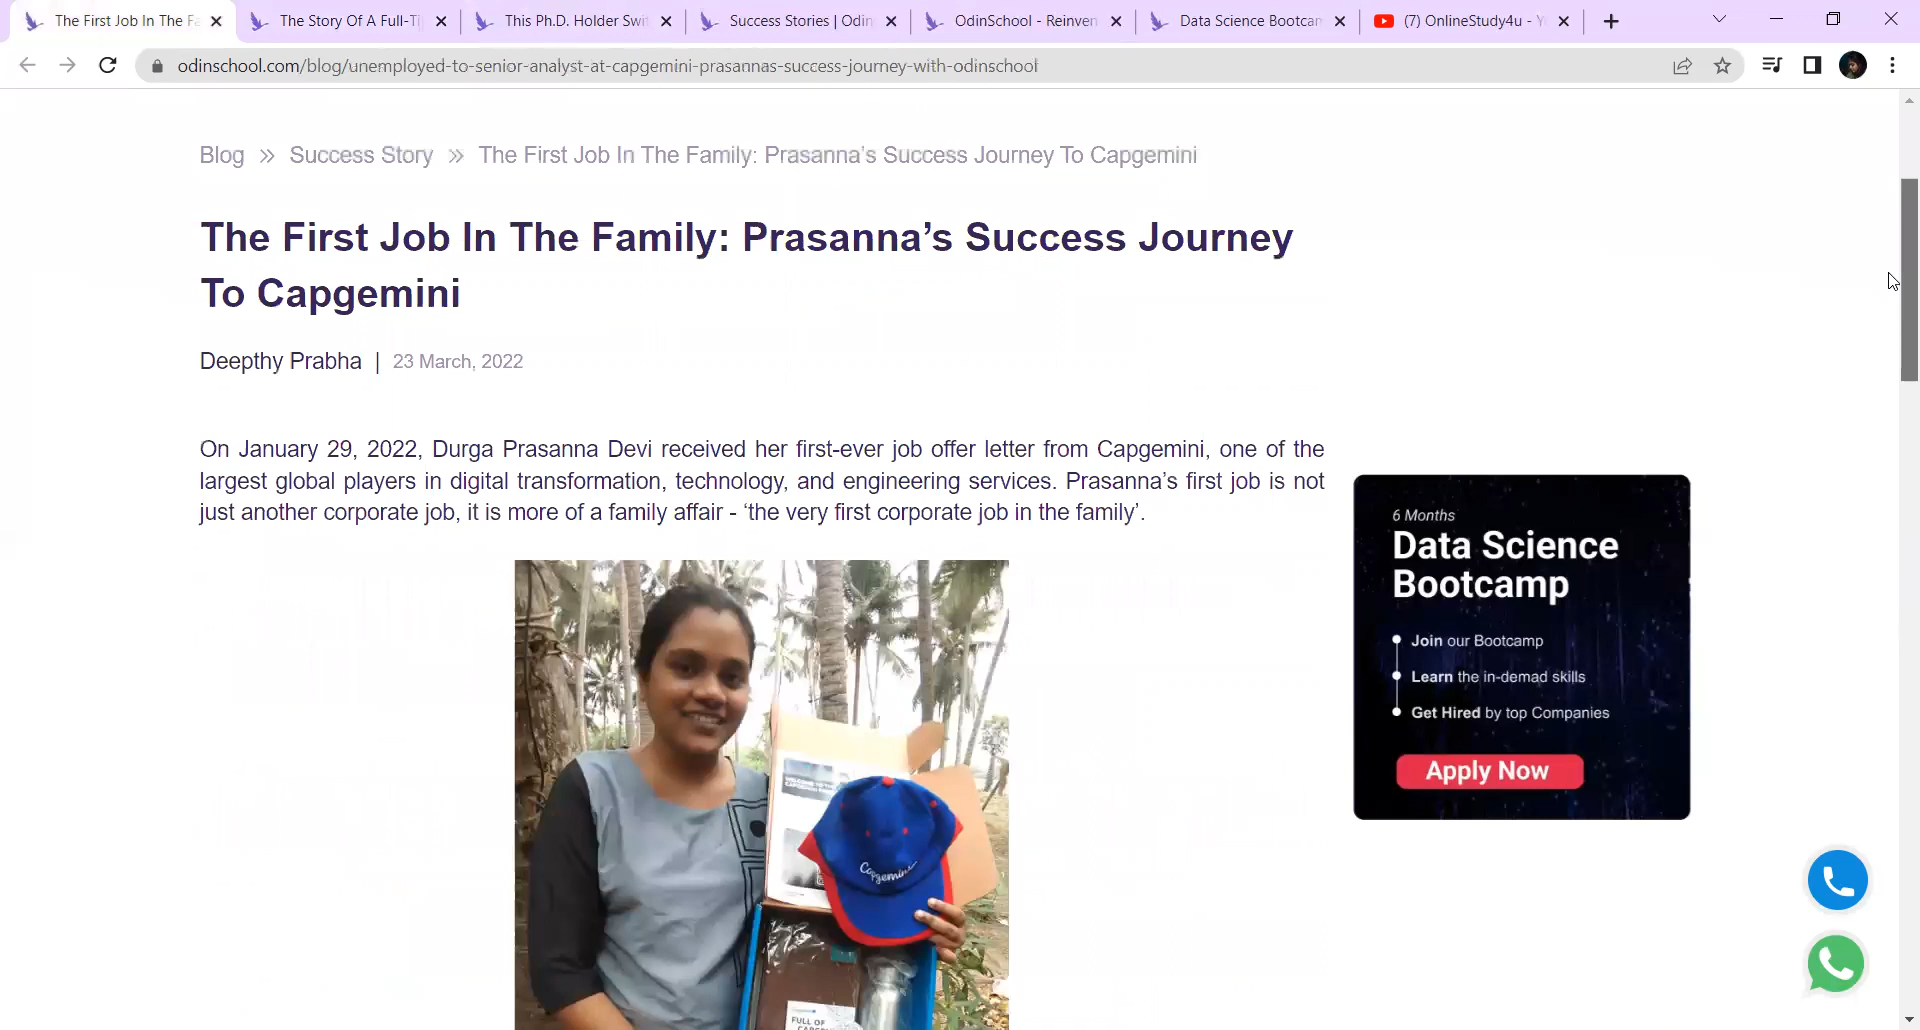 The First Job In The Fa
The Story Of A Full-Ti
This Ph.D. Holder Swit
Success Stories | Odin
OdinSchool - Reinven
Data Science Bootcam
(7) OnlineStudy4u - Y
odinschool.com/blog/unemployed-to-senior-analyst-at-capgemini-prasannas-success-journey-with-odinschool
Blog » Success Story » The First Job In The Family: Prasanna's Success Journey To Capgemini
The First Job In The Family: Prasanna’s Success Journey
To Capgemini
Deepthy Prabha | 23 March, 2022
On January 29, 2022, Durga Prasanna Devi received her first-ever job offer letter from Capgemini, one of the
largest global players in digital transformation, technology, and engineering services. Prasanna’s first job is not
just another corporate job, it is more of a family affair - ‘the very first corporate job in the family’.
6 Months
Data Science
Bootcamp
Join our Bootcamp
Learn the in-demad skills
Get Hired by top Companies
Apply Now
Capgemini
FULL OF